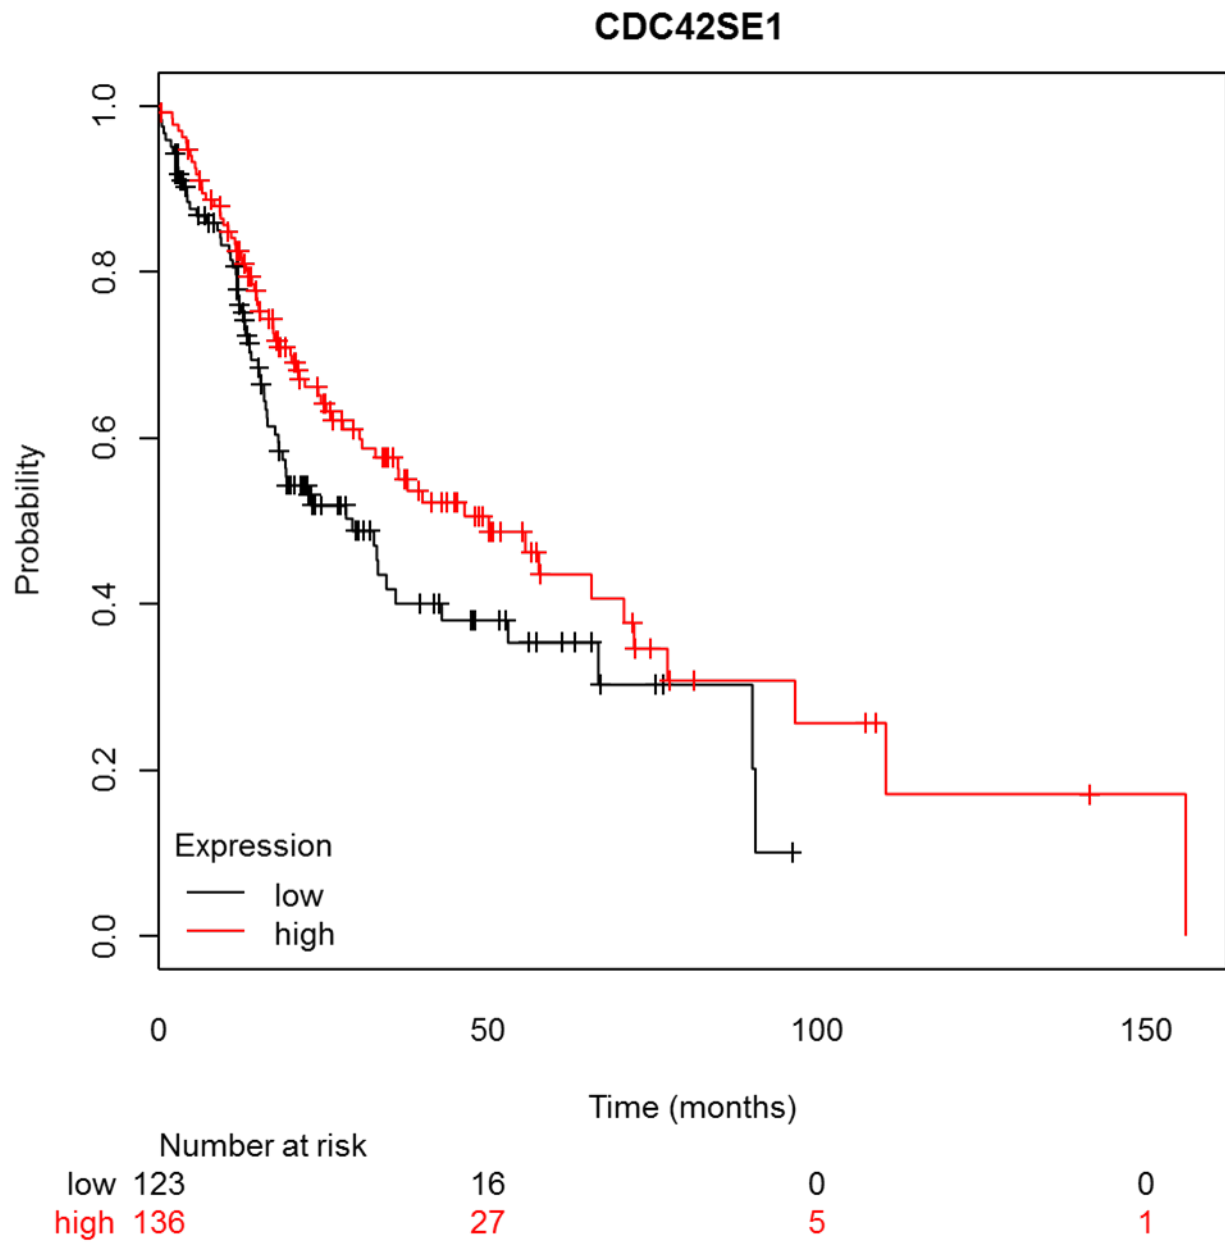 CDC42SE1
1.0
0.8
0.6
0.4
0.2
0.0
Probability
Expression
low
high
0 50 100 150
Time (months)
Number at risk
low 123 16 0 0
high 136 27 5 1